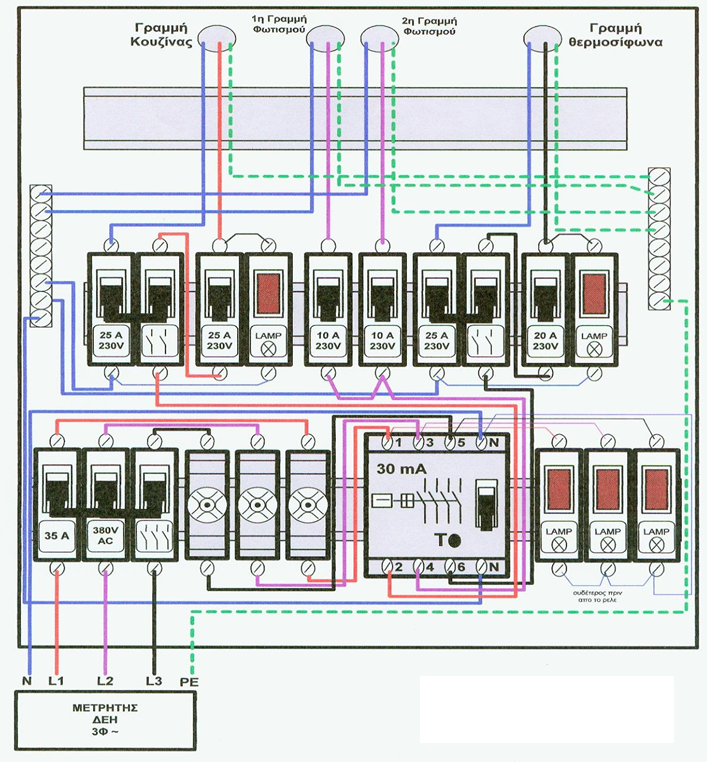 Γραμμή
Κουζίνας
1η Γραμμή
Φωτισμού
2η Γραμμή
Φωτισμού
Γραμμή
θερμοσίφωνα
25 A
230V
25 A
230V
LAMP
10 A
230V
10 A
230V
25 A
230V
20 A
230V
LAMP
1 3 5 N
30 mA
T
2 4 6 N
35 A
380V
AC
LAMP
LAMP
LAMP
ουδέτερος πριν
απο το ρελε
N L1 L2 L3 PE
ΜΕΤΡΗΤΗΣ
ΔΕΗ
3Φ ~